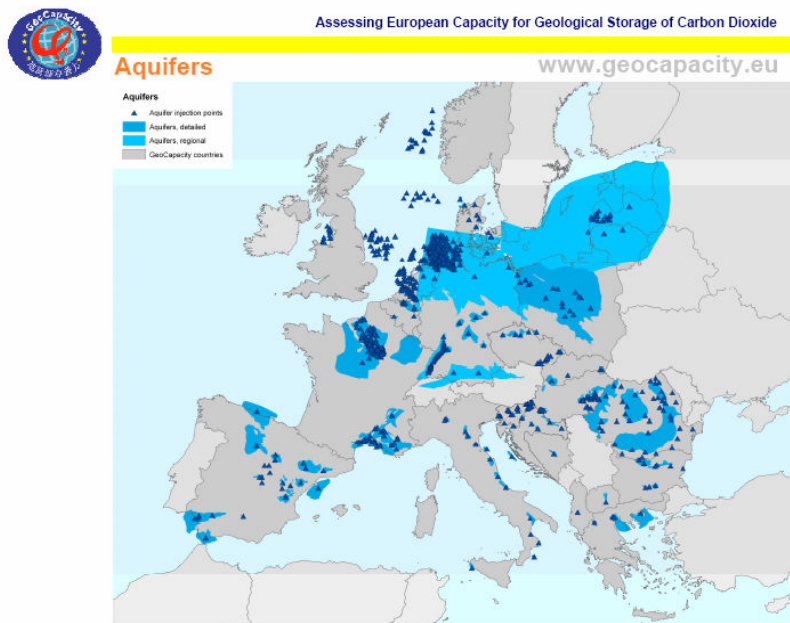 GeoCapacity
Assessing European Capacity for Geological Storage of Carbon Dioxide
Aquifers
www.geocapacity.eu
Aquifers
Aquifer injection points
Aquifers, detailed
Aquifers, regional
GeoCapacity countries